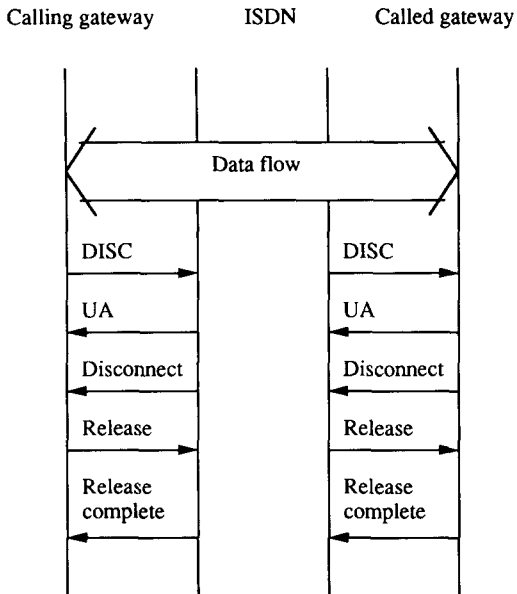 Calling gateway ISDN Called gateway
Data flow
DISC DISC
UA UA
Disconnect Disconnect
Release Release
Release Release
complete complete